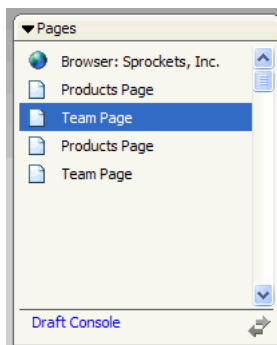 Pages
Browser: Sprockets, Inc.
Products Page
Team Page
Products Page
Team Page
Draft Console